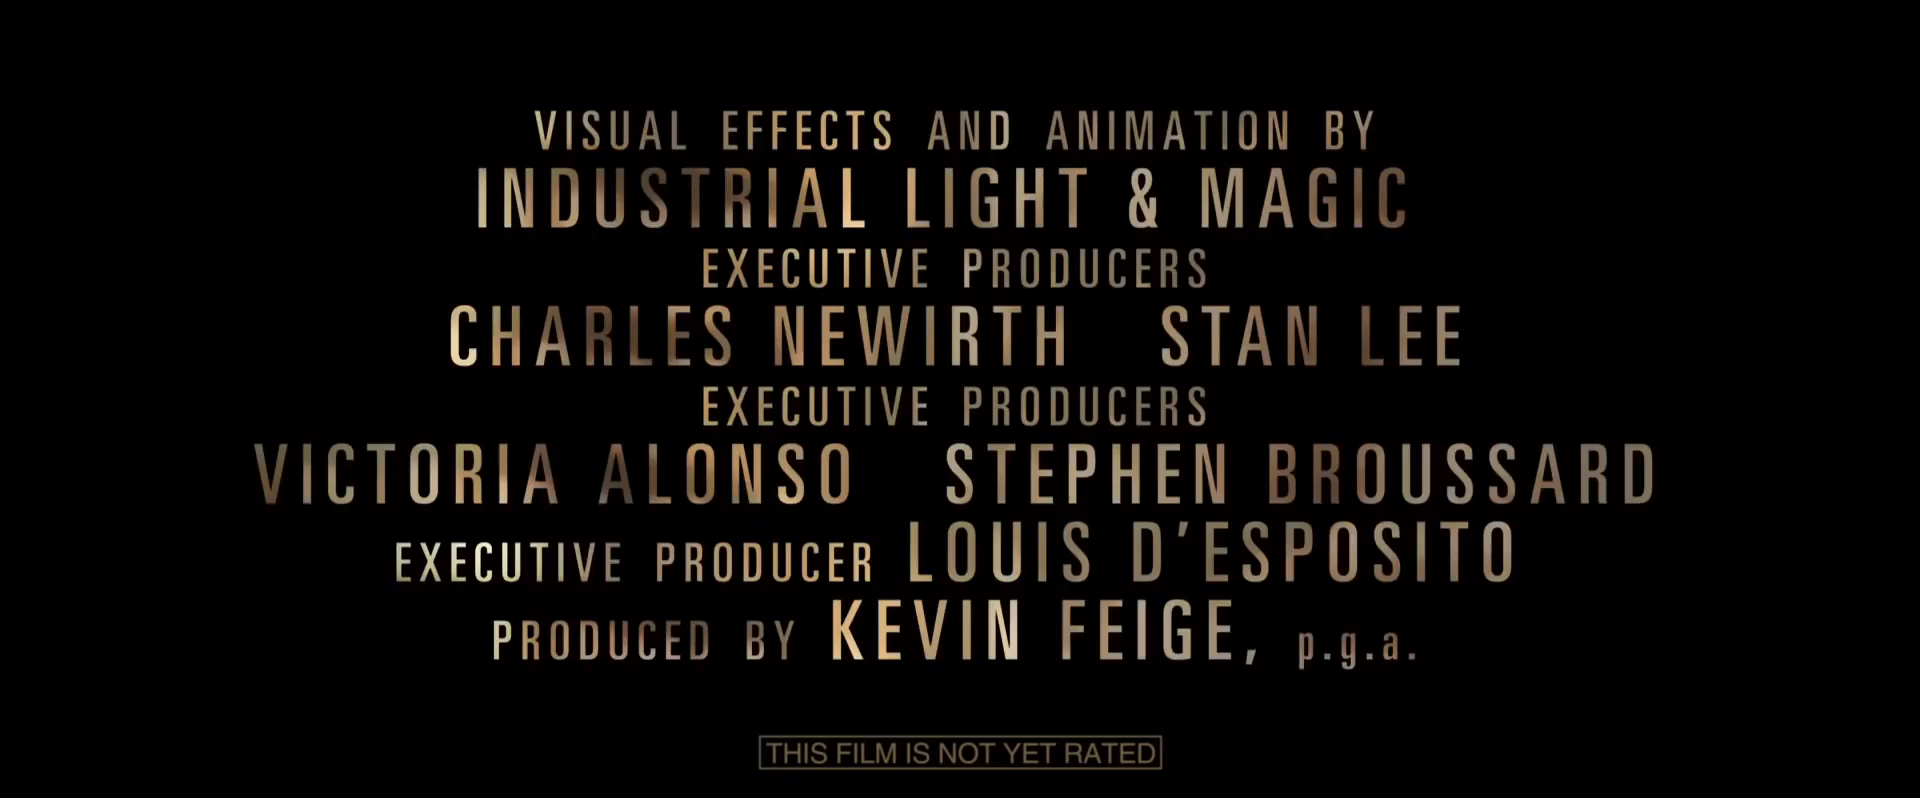 VISUAL EFFECTS AND ANIMATION BY
INDUSTRIAL LIGHT & MAGIC
EXECUTIVE PRODUCERS
CHARLES NEWIRTH STAN LEE
EXECUTIVE PRODUCERS
VICTORIA ALONSO STEPHEN BROUSSARD
EXECUTIVE PRODUCER LOUIS D'ESPOSITO
PRODUCED BY KEVIN FEIGE, p.g.a.
THIS FILM IS NOT YET RATED